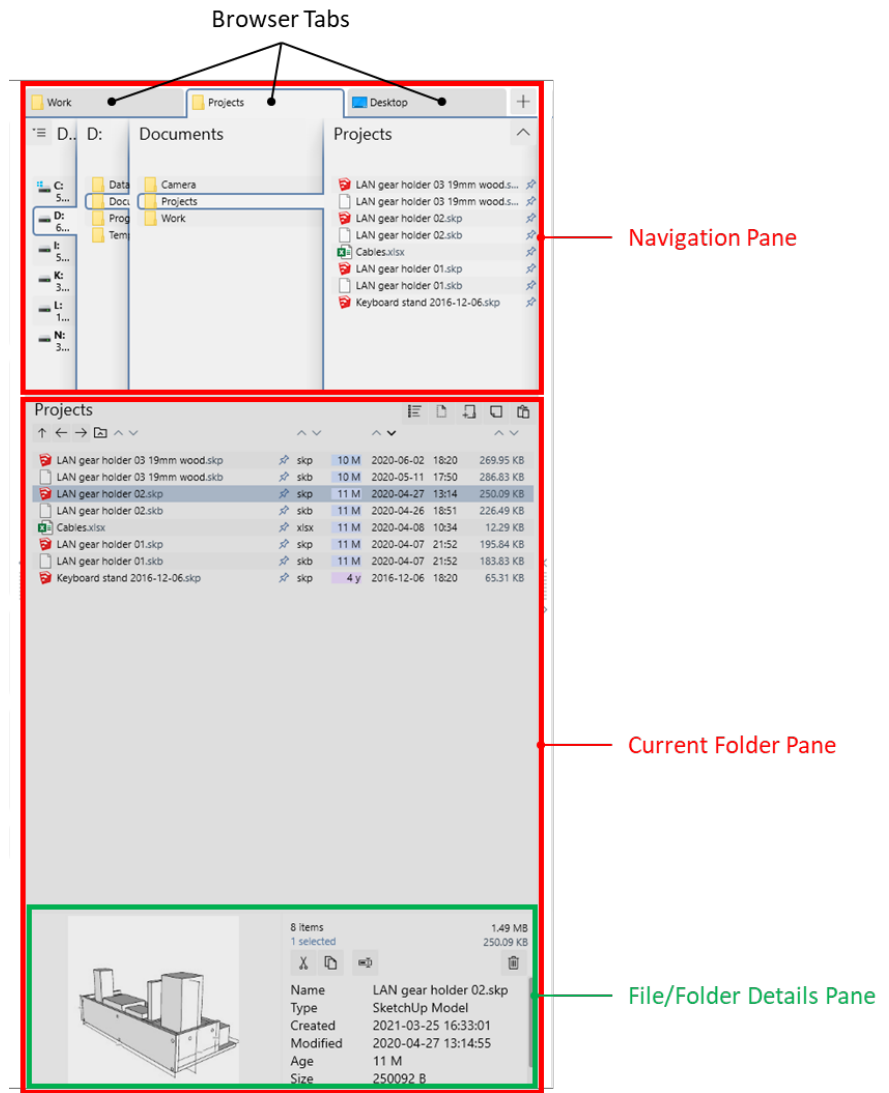 Browser Tabs
Work
Projects
Desktop
D..
D:
Documents
Projects
C:
5...
D:
6...
I:
5...
K:
3...
L:
1...
N:
3...
Data
Docu
Prog
Temp
Camera
Projects
Work
LAN gear holder 03 19mm wood.s...
LAN gear holder 03 19mm wood.s...
LAN gear holder 02.skp
LAN gear holder 02.skb
Cables.xlsx
LAN gear holder 01.skp
LAN gear holder 01.skb
Keyboard stand 2016-12-06.skp
Navigation Pane
Projects
LAN gear holder 03 19mm wood.skp skp 10 M 2020-06-02 18:20 269.95 KB
LAN gear holder 03 19mm wood.skb skb 10 M 2020-05-11 17:50 286.83 KB
LAN gear holder 02.skp skp 11 M 2020-04-27 13:14 250.09 KB
LAN gear holder 02.skb skb 11 M 2020-04-26 18:51 226.49 KB
Cables.xlsx xlsx 11 M 2020-04-08 10:34 12.29 KB
LAN gear holder 01.skp skp 11 M 2020-04-07 21:52 195.84 KB
LAN gear holder 01.skb skb 11 M 2020-04-07 21:52 183.83 KB
Keyboard stand 2016-12-06.skp skp 4 y 2016-12-06 18:20 65.31 KB
Current Folder Pane
8 items 1.49 MB
1 selected 250.09 KB
Name LAN gear holder 02.skp
Type SketchUp Model
Created 2021-03-25 16:33:01
Modified 2020-04-27 13:14:55
Age 11 M
Size 250092 B
File/Folder Details Pane